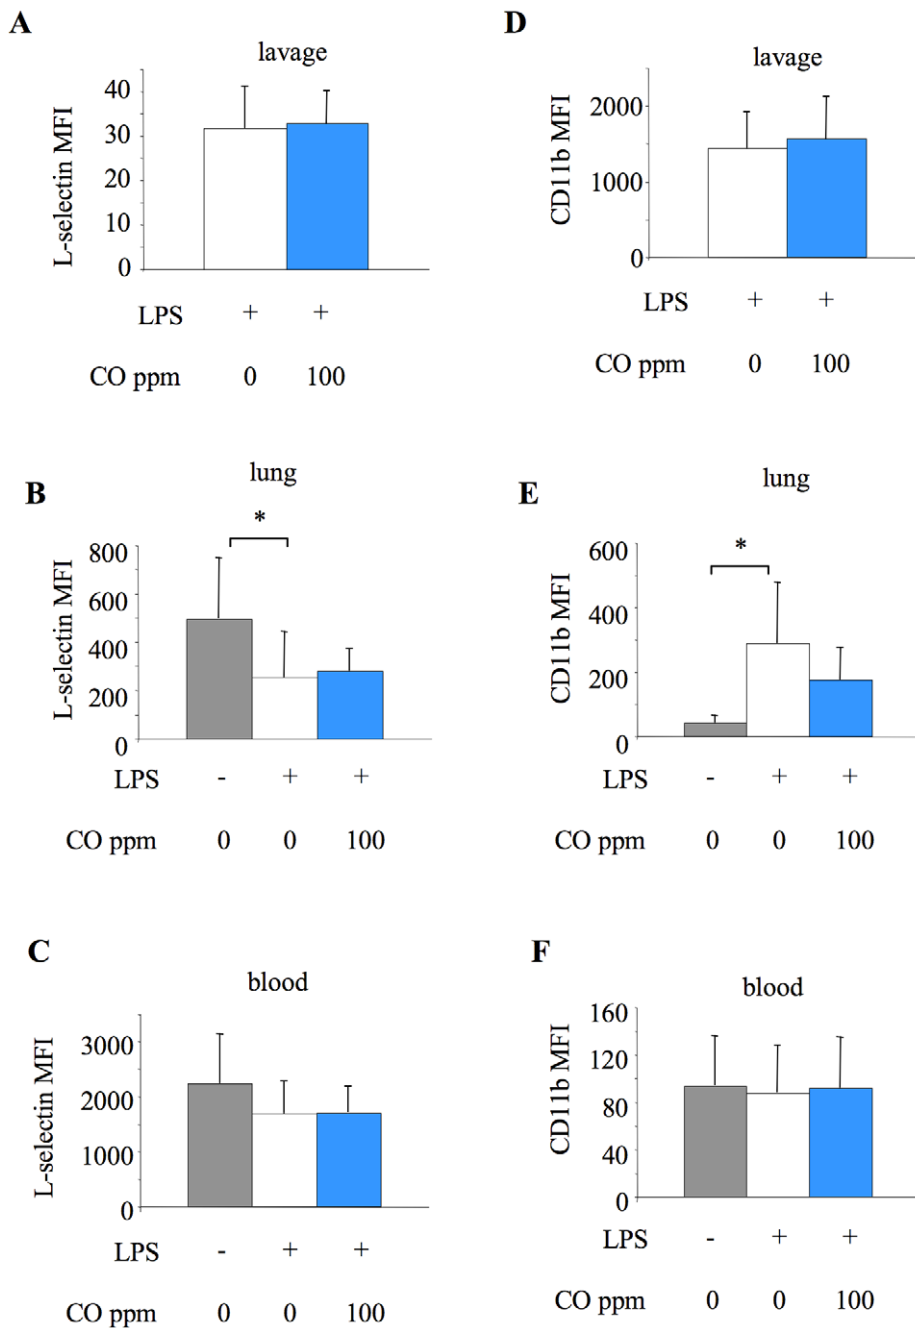 A
lavage
L-selectin MFI
40
30
20
10
0
LPS + +
CO ppm 0 100
D
lavage
CD11b MFI
2000
1000
0
LPS + +
CO ppm 0 100
B
lung
*
L-selectin MFI
800
600
400
200
0
LPS - + +
CO ppm 0 0 100
E
lung
*
CD11b MFI
600
400
200
0
LPS - + +
CO ppm 0 0 100
C
blood
L-selectin MFI
3000
2000
1000
0
LPS - + +
CO ppm 0 0 100
F
blood
CD11b MFI
160
120
80
40
0
LPS - + +
CO ppm 0 0 100